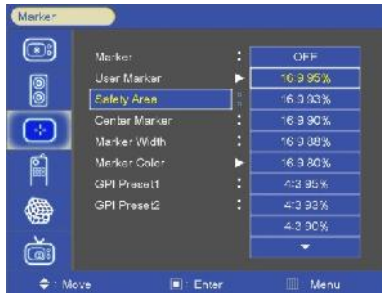 Marker
Marker : OFF
User Marker 16:9 95%
Safety Area 16:9 93%
Center Marker : 16:9 90%
Marker Width : 16:9 88%
Marker Color 16:9 80%
GPI Preset1 : 4:3 95%
GPI Preset2 : 4:3 93%
4:3 90%
: Move : Enter Menu